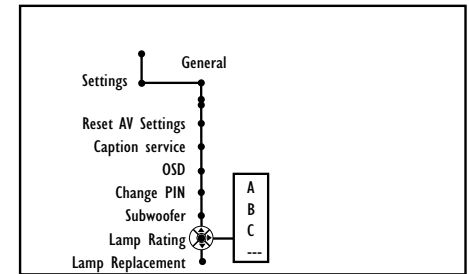 General
Settings
Reset AV Settings
Caption service
OSD
Change PIN
A
Subwoofer
B
Lamp Rating
C
---
Lamp Replacement